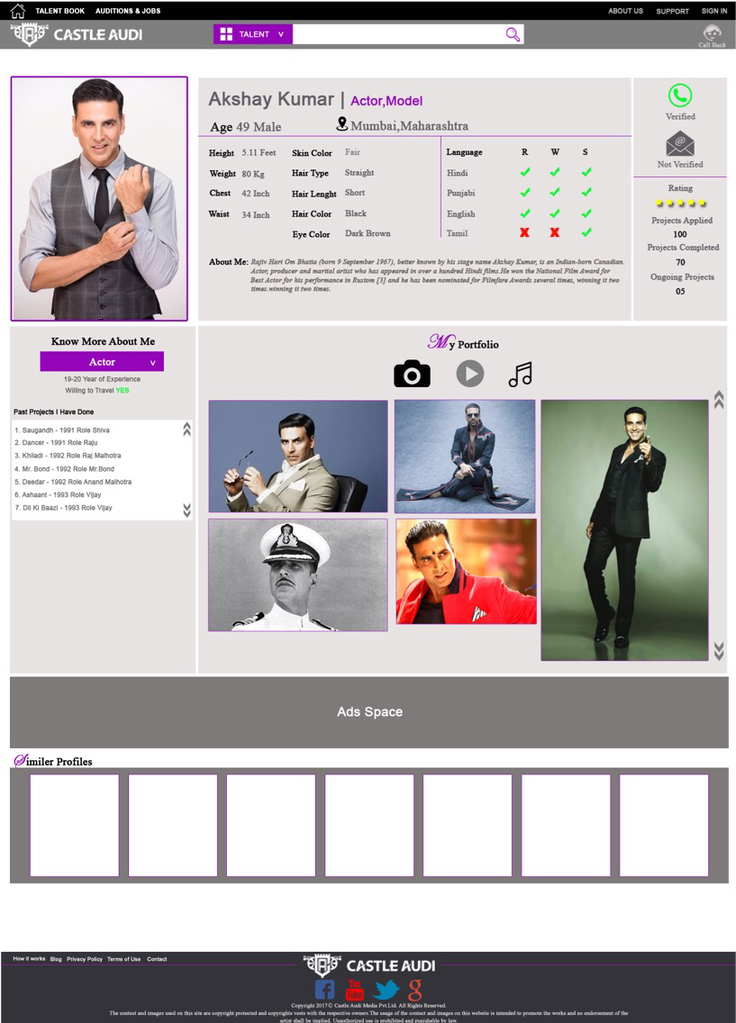 TALENT BOOK AUDITIONS & JOBS ABOUT US SUPPORT SIGN IN
CASTLE AUDI
TALENT v
Call Back
Akshay Kumar | Actor,Model
Age 49 Male Mumbai,Maharashtra
Height 5.11 Feet
Weight 80 Kg
Chest 42 Inch
Waist 34 Inch
Skin Color Fair
Hair Type Straight
Hair Lenght Short
Hair Color Black
Eye Color Dark Brown
Language R W S
Hindi
Punjabi
English
Tamil
About Me: Rajiv Hari Om Bhatia (born 9 September 1967), better known by his stage name Akshay Kumar, is an Indian-born Canadian.
Actor, producer and martial artist who has appeared in over a hundred Hindi films.He won the National Film Award for
Best Actor for his performance in Rustom [3] and he has been nominated for Filmfare Awards several times, winning it two
times.winning it two times.
Verified
Not Verified
Rating
Projects Applied
100
Projects Completed
70
Ongoing Projects
05
Know More About Me
Actor v
19-20 Year of Experience
Willing to Travel YES
Past Projects I Have Done
1. Saugandh - 1991 Role Shiva
2. Dancer - 1991 Role Raju
3. Khiladi - 1992 Role Raj Malhotra
4. Mr. Bond - 1992 Role Mr.Bond
5. Deedar - 1992 Role Anand Malhotra
6. Ashaant - 1993 Role Vijay
7. Dil Ki Baazi - 1993 Role Vijay
My Portfolio
Ads Space
Similer Profiles
How it works Blog Privacy Policy Terms of Use Contact
CASTLE AUDI
You Tube
Copyright 2017 © Castle Audi Media Pvt.Ltd. All Rights Reserved.
The content and images used on this site are copyright protected and copyrights vests with the respective owners.The usage of the content and images on this website is intended to promote the works and no endorsement of the
artist shall be implied. Unauthorized use is prohibited and punishable by law.